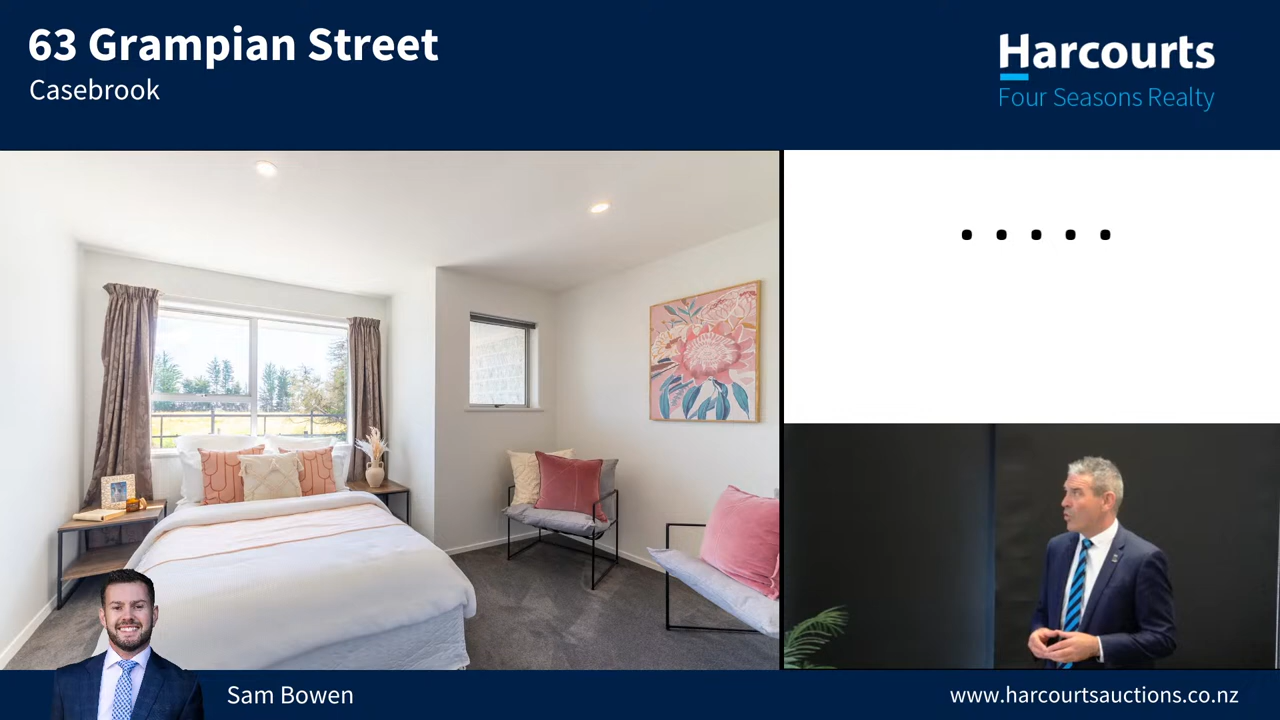 63 Grampian Street
Casebrook
Harcourts
Four Seasons Realty
.....
Sam Bowen
www.harcourtsauctions.co.nz